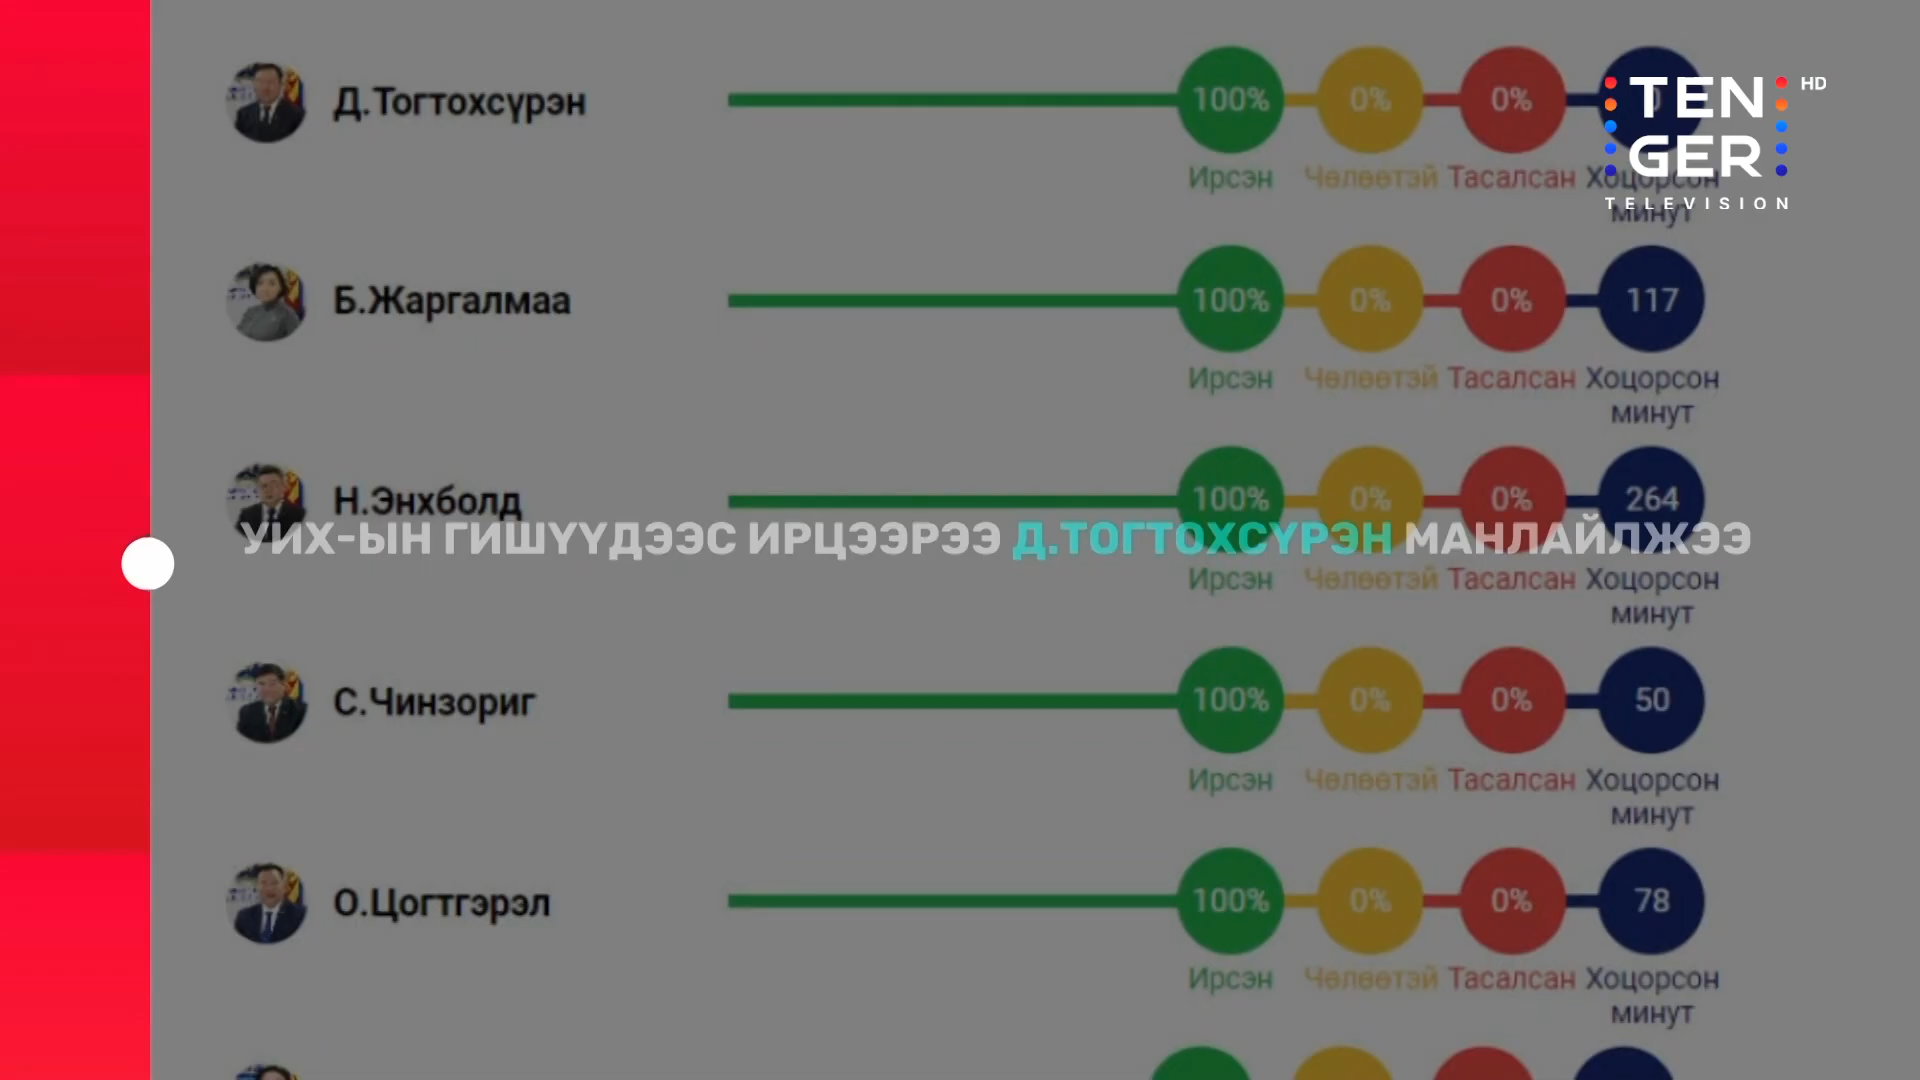 Д.Тогтохсүрэн
100% 0% 0% 0
Ирсэн Чөлөөтэй Тасалсан Хоцорсон
минут
TEN HD
GER
TELEVISION
Б.Жаргалмаа
100% 0% 0% 117
Ирсэн Чөлөөтэй Тасалсан Хоцорсон
минут
Н.Энхболд
100% 0% 0% 264
УИХ-ЫН ГИШҮҮДЭЭС ИРЦЭЭРЭЭ Д.ТОГТОХСҮРЭН МАНЛАЙЛЖЭЭ
Ирсэн Чөлөөтэй Тасалсан Хоцорсон
минут
С.Чинзориг
100% 0% 0% 50
Ирсэн Чөлөөтэй Тасалсан Хоцорсон
минут
О.Цогтгэрэл
100% 0% 0% 78
Ирсэн Чөлөөтэй Тасалсан Хоцорсон
минут